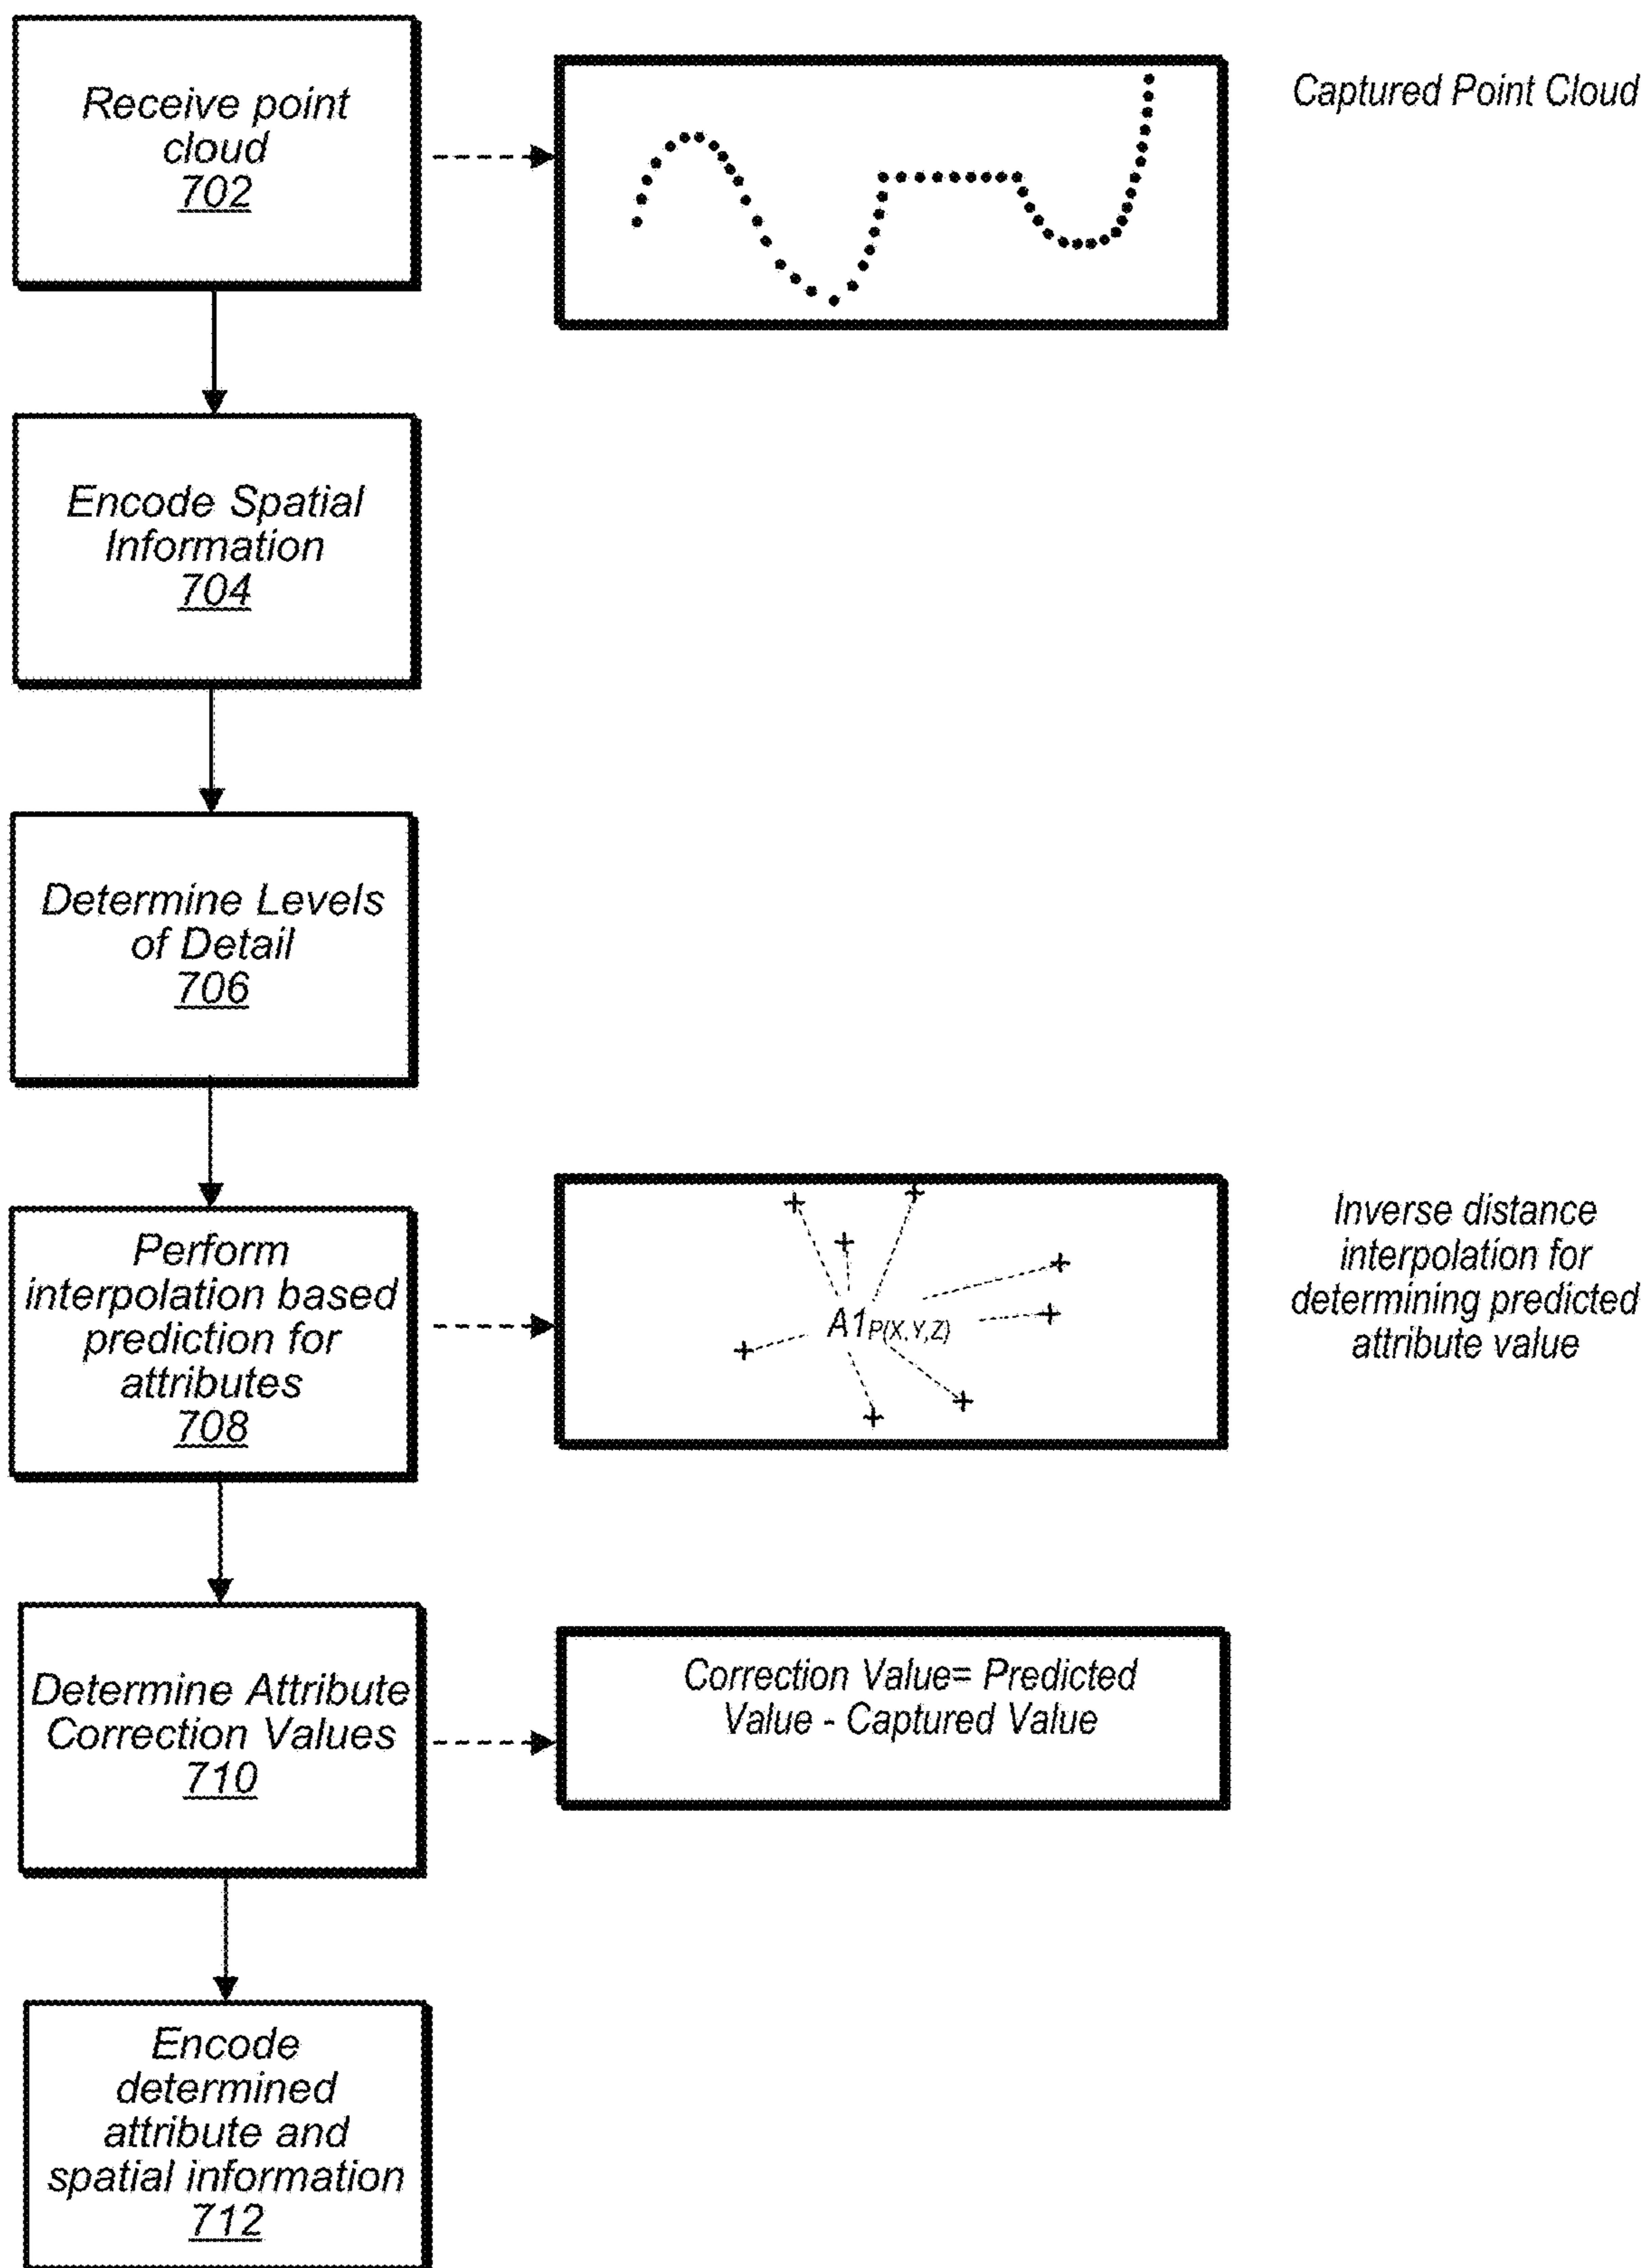 Receive point
cloud
702
Captured Point Cloud
Encode Spatial
Information
704
Determine Levels
of Detail
706
Perform
interpolation based
prediction for
attributes
708
A1P(X,Y,Z)
Inverse distance
interpolation for
determining predicted
attribute value
Determine Attribute
Correction Values
710
Correction Value= Predicted
Value - Captured Value
Encode
determined
attribute and
spatial information
712